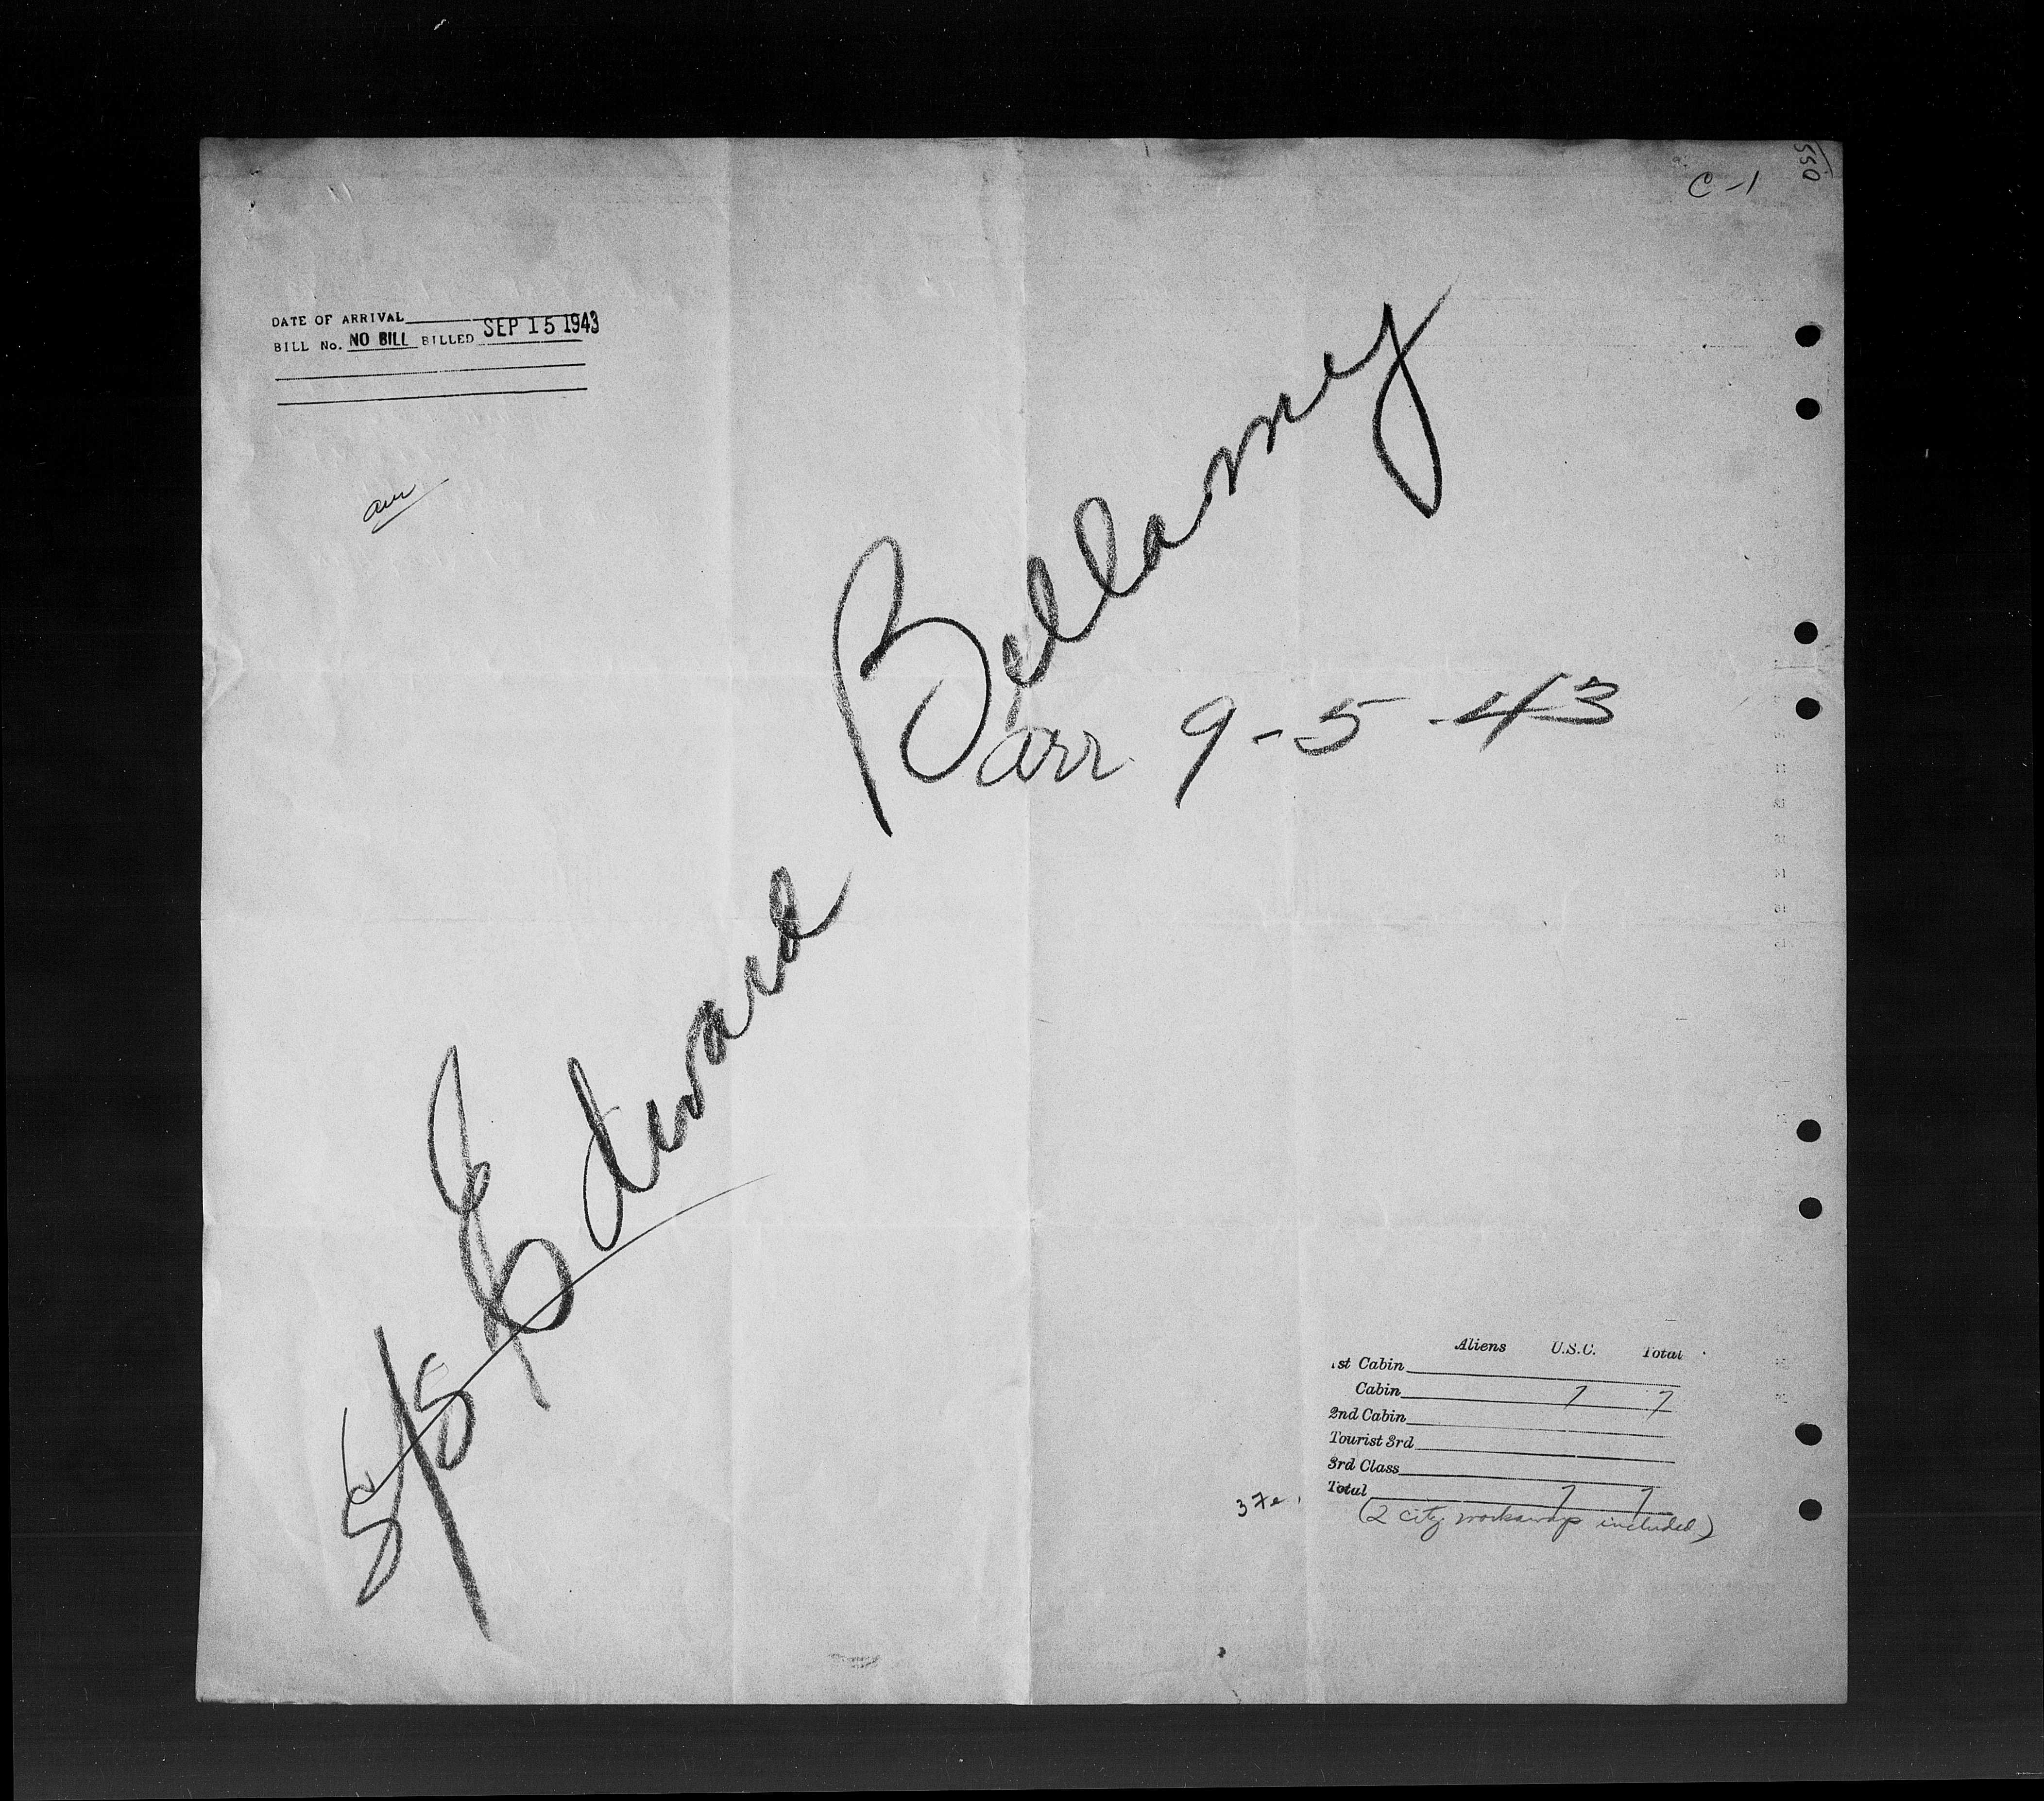 550
C-1
DATE OF ARRIVAL
BILL No. NO BILL BILLED SEP 15 1943
S/S Edward Bellamy
arr 9-5-43
Aliens U.S.C. Total
1st Cabin
Cabin 7 7
2nd Cabin
Tourist 3rd
3rd Class
Total 7 7
(2 city workaways included)